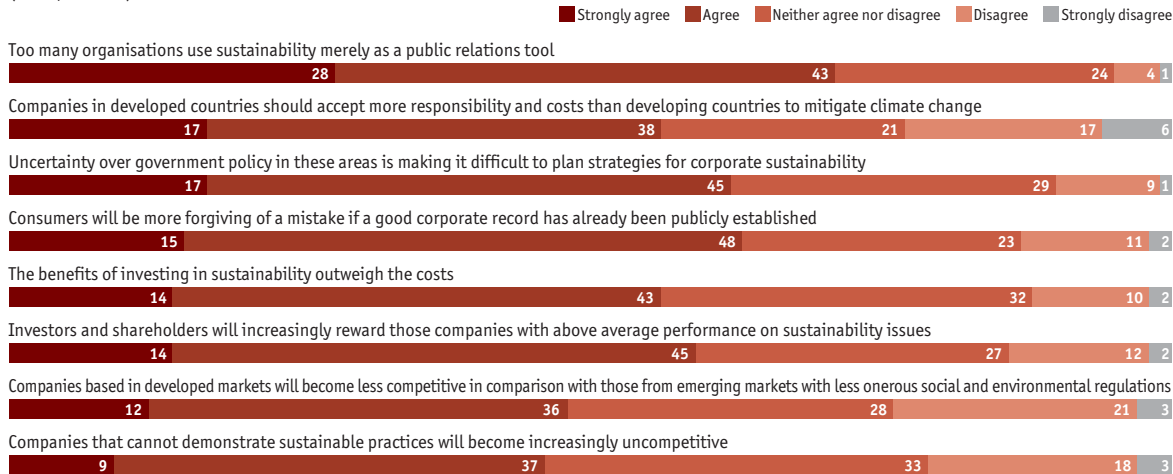 Strongly agree Agree Neither agree nor disagree Disagree Strongly disagree
Too many organisations use sustainability merely as a public relations tool
28 43 24 4 1
Companies in developed countries should accept more responsibility and costs than developing countries to mitigate climate change
17 38 21 17 6
Uncertainty over government policy in these areas is making it difficult to plan strategies for corporate sustainability
17 45 29 9 1
Consumers will be more forgiving of a mistake if a good corporate record has already been publicly established
15 48 23 11 2
The benefits of investing in sustainability outweigh the costs
14 43 32 10 2
Investors and shareholders will increasingly reward those companies with above average performance on sustainability issues
14 45 27 12 2
Companies based in developed markets will become less competitive in comparison with those from emerging markets with less onerous social and environmental regulations
12 36 28 21 3
Companies that cannot demonstrate sustainable practices will become increasingly uncompetitive
9 37 33 18 3